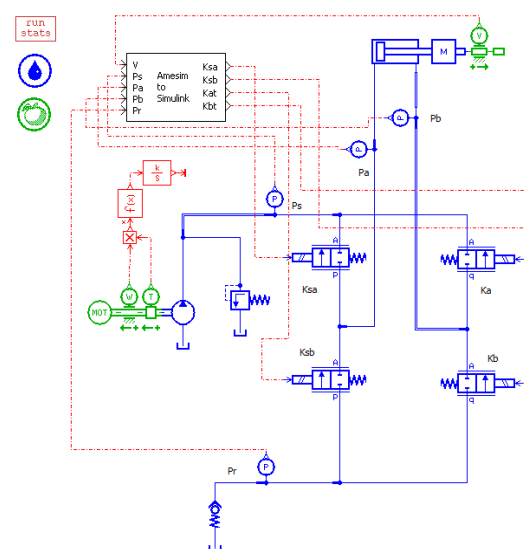 run
stats
V
Ps
Pa
Pb
Pr
Amesim
to
Simulink
Ksa
Ksb
Kat
Kbt
V
M
P
Pb
P
Pa
k
s
f(x)
x
P
Ps
A
P
Ksa
A
q
Ka
MOT
W
T
Ksb
A
P
A
q
Kb
Pr
P